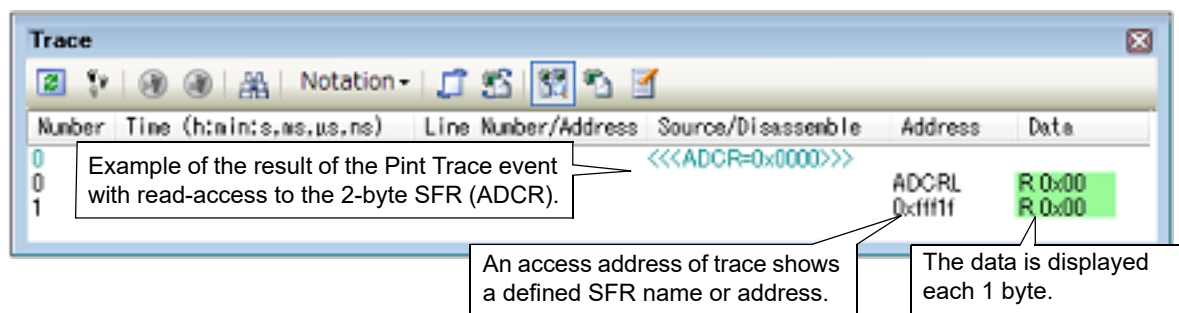 Trace
Notation
Number Time (h:min:s,ms,µs,ns) Line Number/Address Source/Disassemble Address Data
0 <<<ADCR=0x0000>>>
Example of the result of the Pint Trace event
with read-access to the 2-byte SFR (ADCR).
0 ADCRL R 0x00
1 0xfff1f R 0x00
An access address of trace shows
a defined SFR name or address.
The data is displayed
each 1 byte.